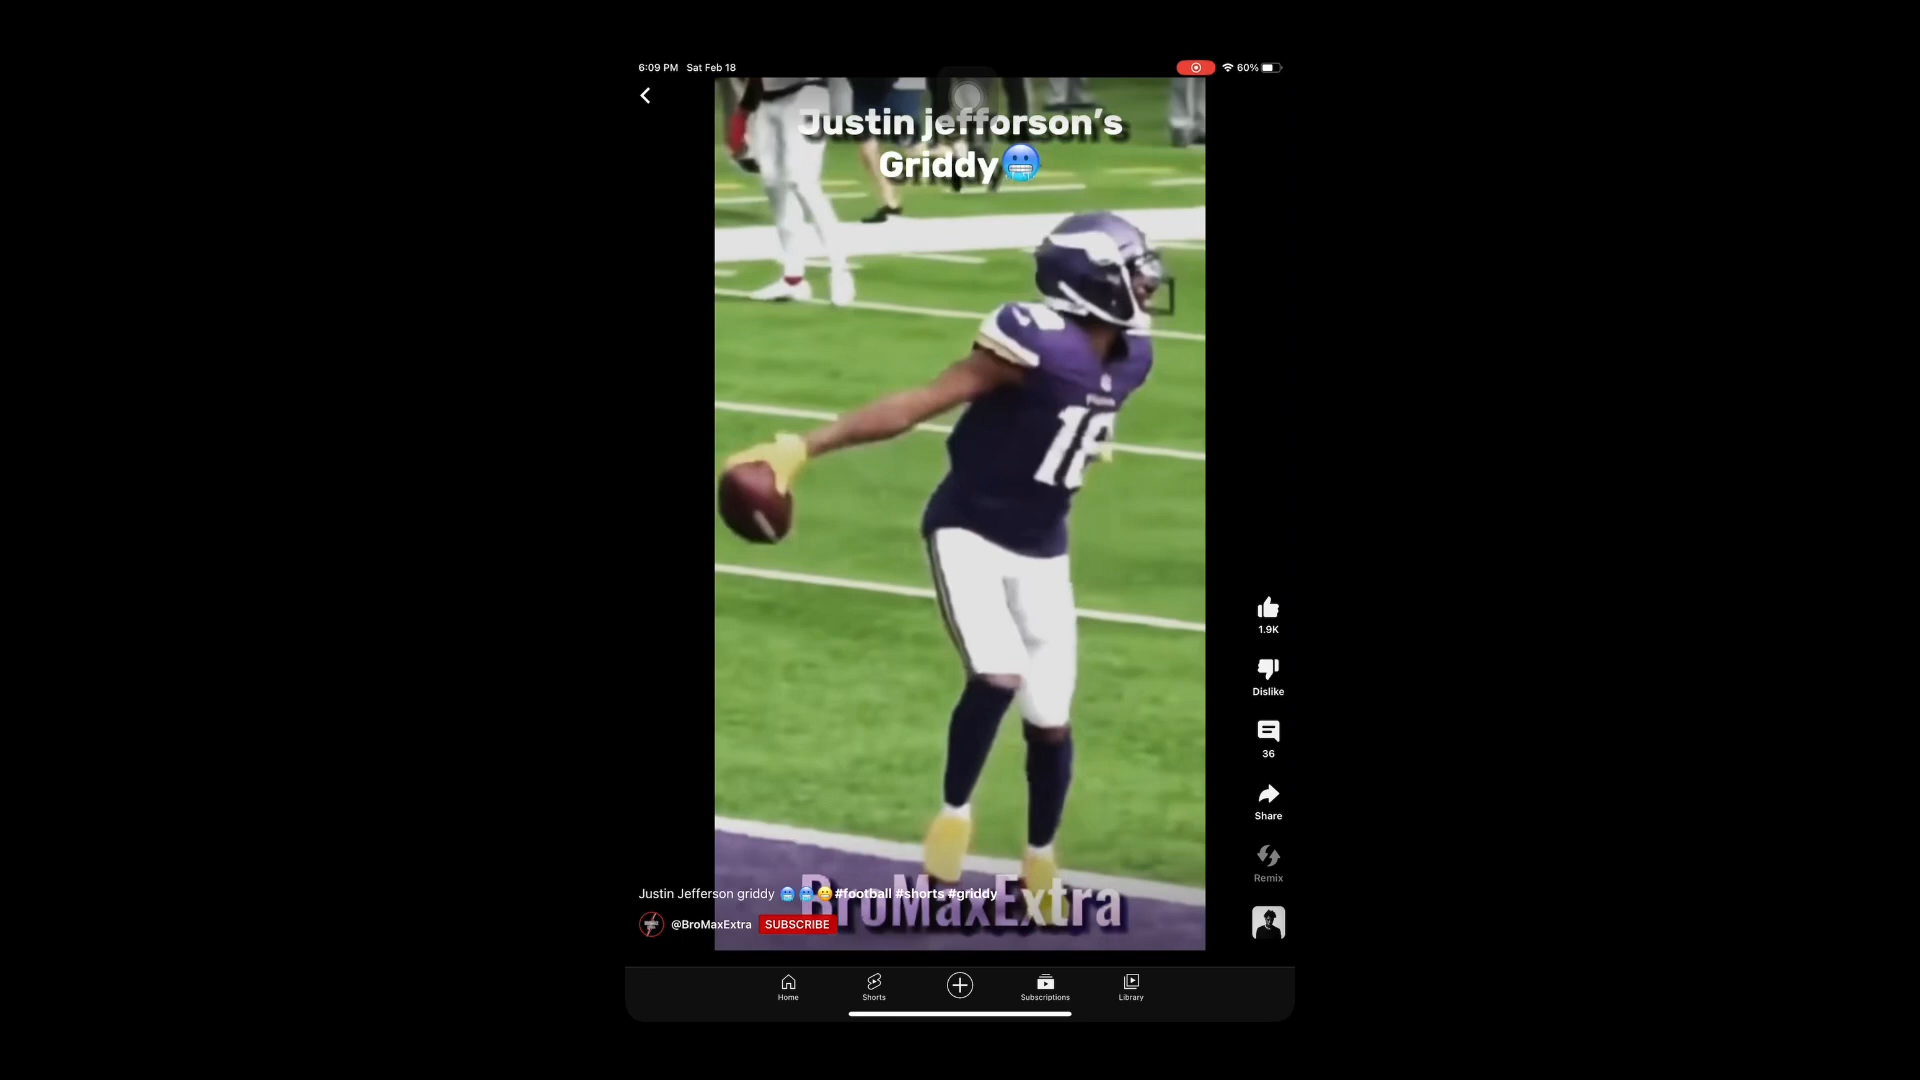 6:09 PM Sat Feb 18
60%
Justin jefforson's
Griddy🥶
18
1.9K
Dislike
36
Share
Remix
BroMaxExtra
Justin Jefferson griddy 🥶🥶😬#football #shorts #griddy
@BroMaxExtra SUBSCRIBE
Home Shorts Subscriptions Library